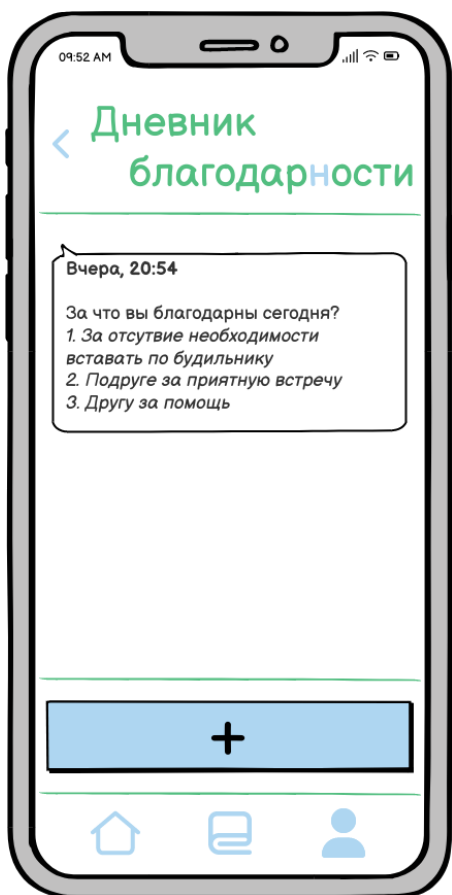 09:52 AM
Дневник
благодарности
Вчера, 20:54
За что вы благодарны сегодня?
1. За отсутвие необходимости
вставать по будильнику
2. Подруге за приятную встречу
3. Другу за помощь
+